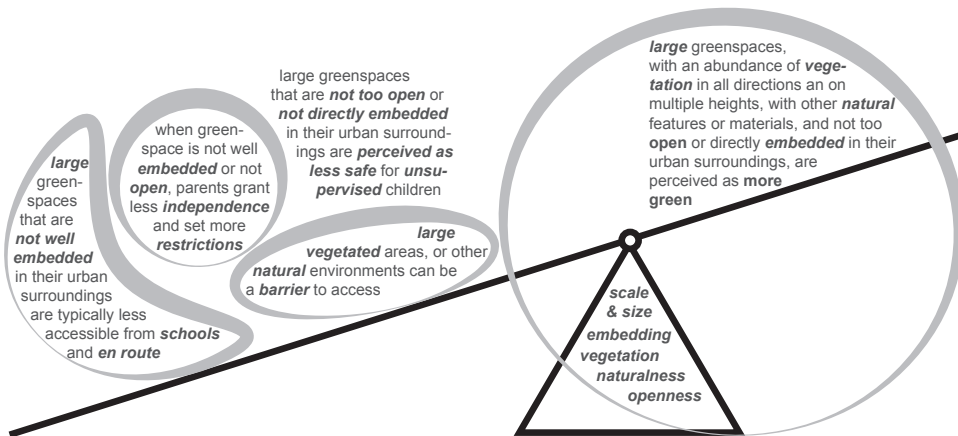 large
green-
spaces
that are
not well
embedded
in their urban
surroundings
are typically less
accessible from schools
and en route
when green-
space is not well
embedded or not
open, parents grant
less independence
and set more
restrictions
large greenspaces
that are not too open or
not directly embedded
in their urban surround-
ings are perceived as
less safe for unsu-
pervised children
large
vegetated areas, or other
natural environments can be
a barrier to access
large greenspaces,
with an abundance of vege-
tation in all directions an on
multiple heights, with other natural
features or materials, and not too
open or directly embedded in their
urban surroundings, are
perceived as more
green
scale
& size
embedding
vegetation
naturalness
openness